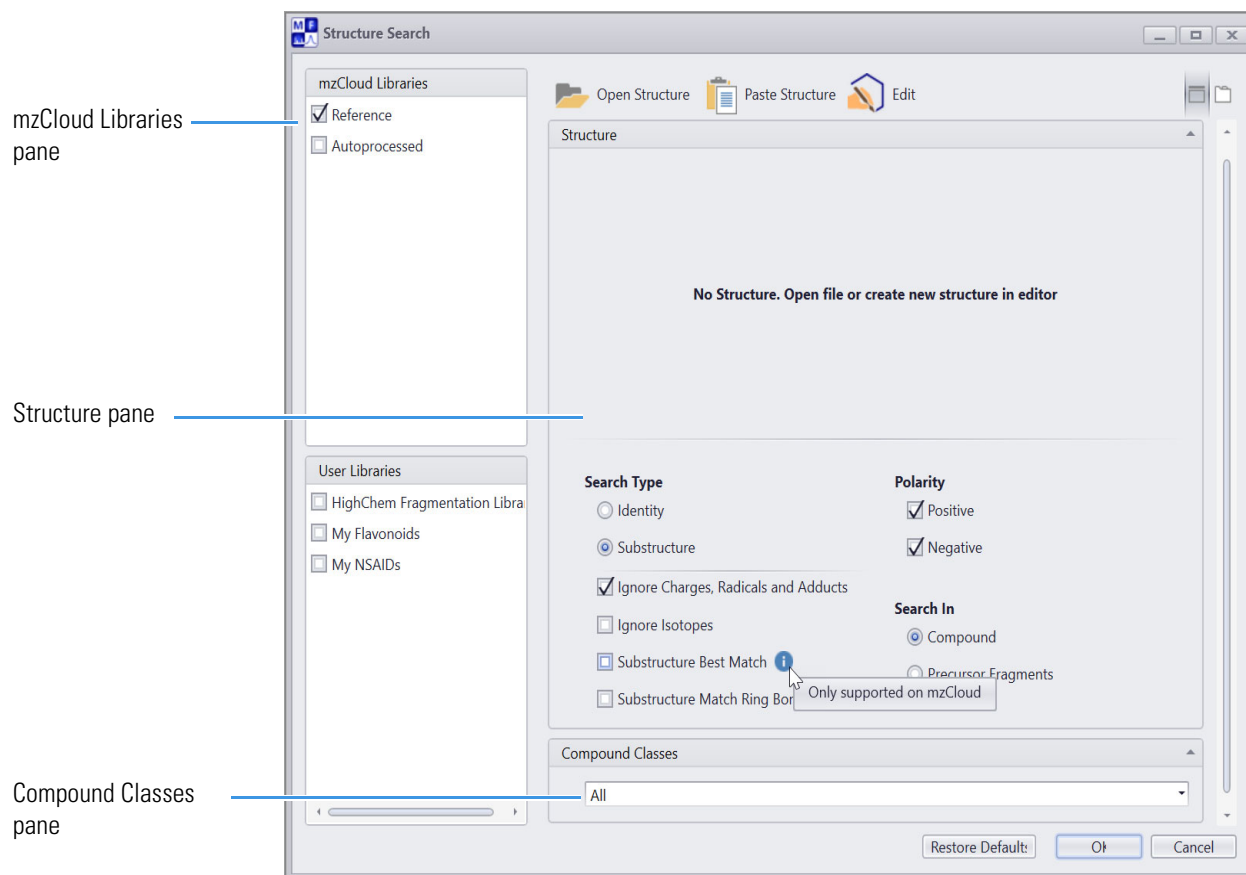 Structure Search
mzCloud Libraries
Reference
Autoprocessed
Open Structure
Paste Structure
Edit
Structure
No Structure. Open file or create new structure in editor
mzCloud Libraries
pane
Structure pane
User Libraries
HighChem Fragmentation Libra
My Flavonoids
My NSAIDs
Search Type
Identity
Substructure
Ignore Charges, Radicals and Adducts
Ignore Isotopes
Substructure Best Match
Substructure Match Ring Bor
Polarity
Positive
Negative
Search In
Compound
Precursor Fragments
Only supported on mzCloud
Compound Classes
All
Compound Classes
pane
Restore Defaults
OK
Cancel